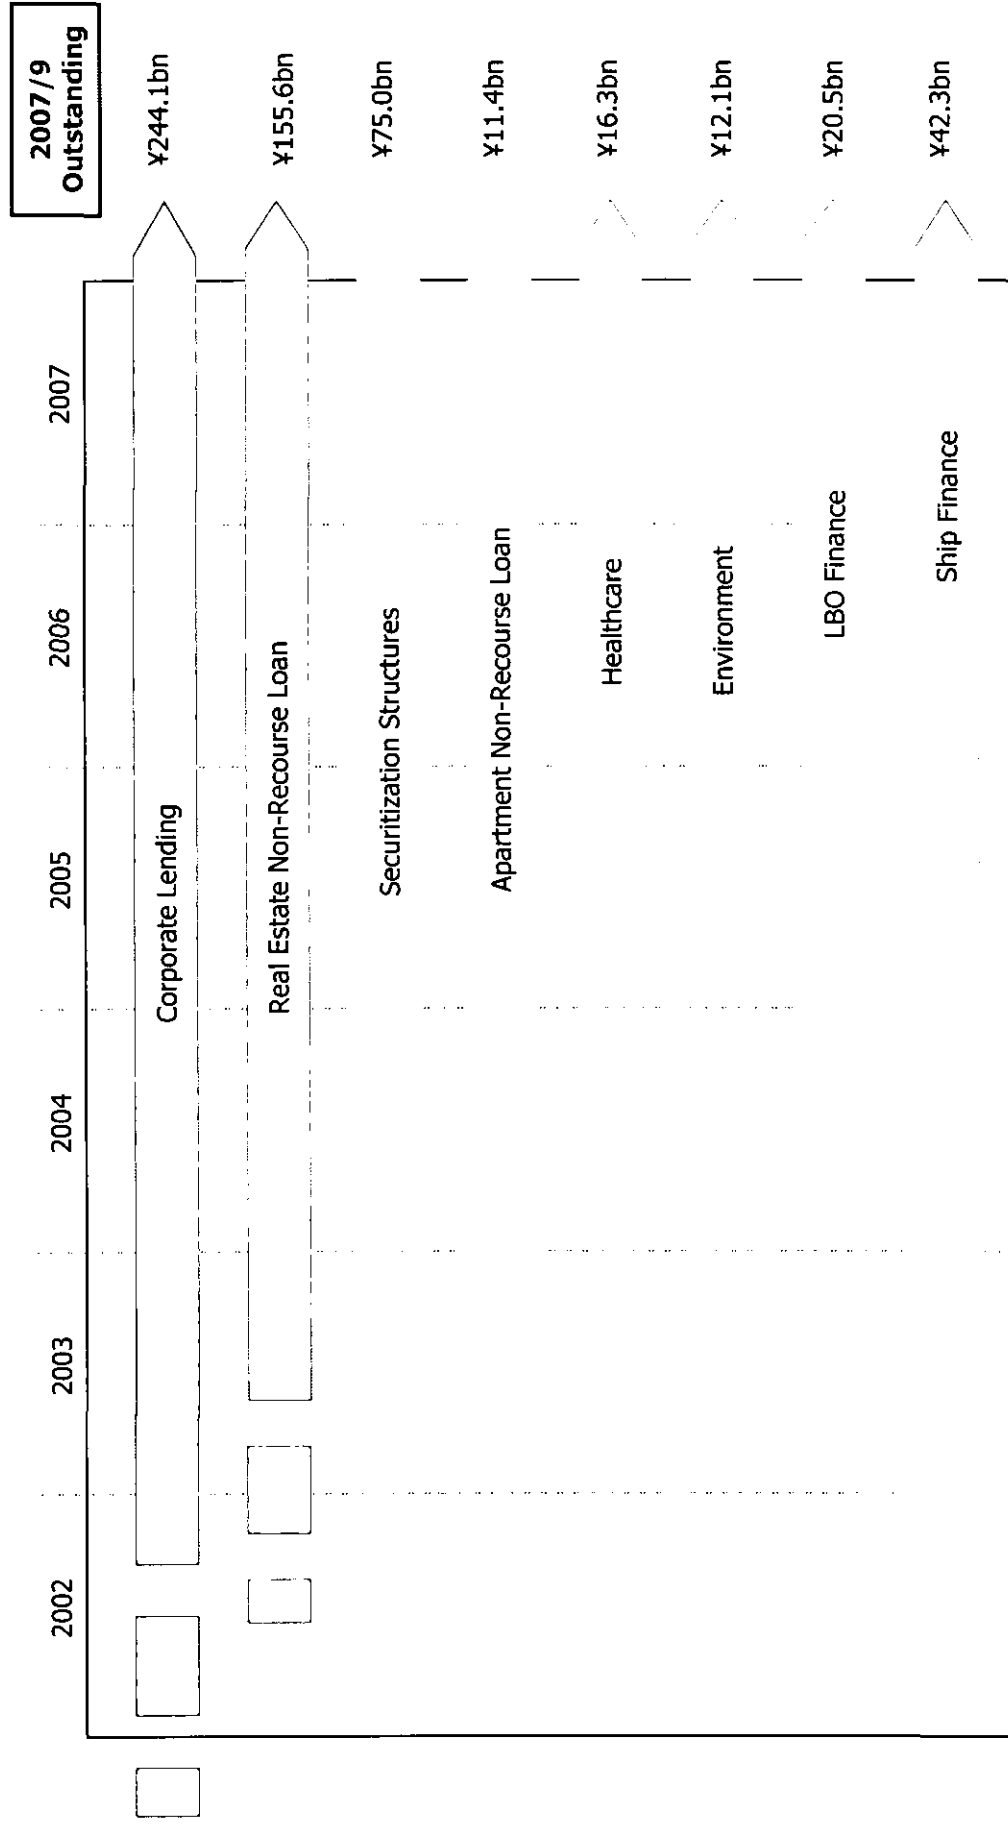 2002 2003 2004 2005 2006 2007
2007/9
Outstanding
Corporate Lending ¥244.1bn
Real Estate Non-Recourse Loan ¥155.6bn
Securitization Structures ¥75.0bn
Apartment Non-Recourse Loan ¥11.4bn
Healthcare ¥16.3bn
Environment ¥12.1bn
LBO Finance ¥20.5bn
Ship Finance ¥42.3bn